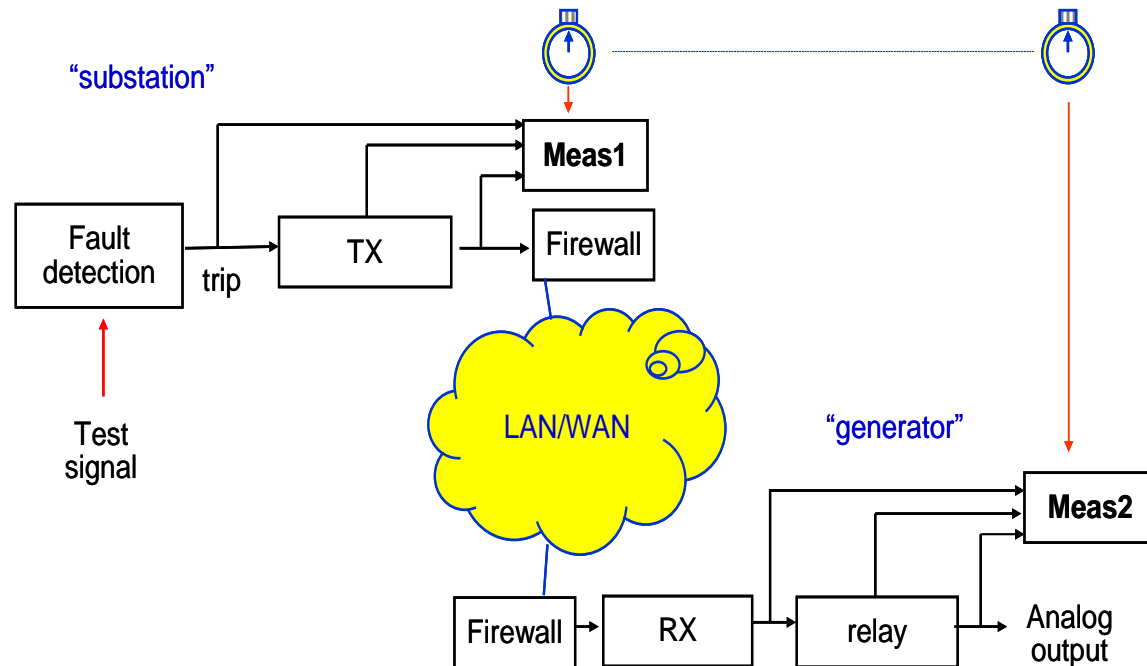 “substation”
Meas1
Fault
detection
trip
TX
Firewall
Test
signal
LAN/WAN
“generator”
Meas2
Firewall
RX
relay
Analog
output